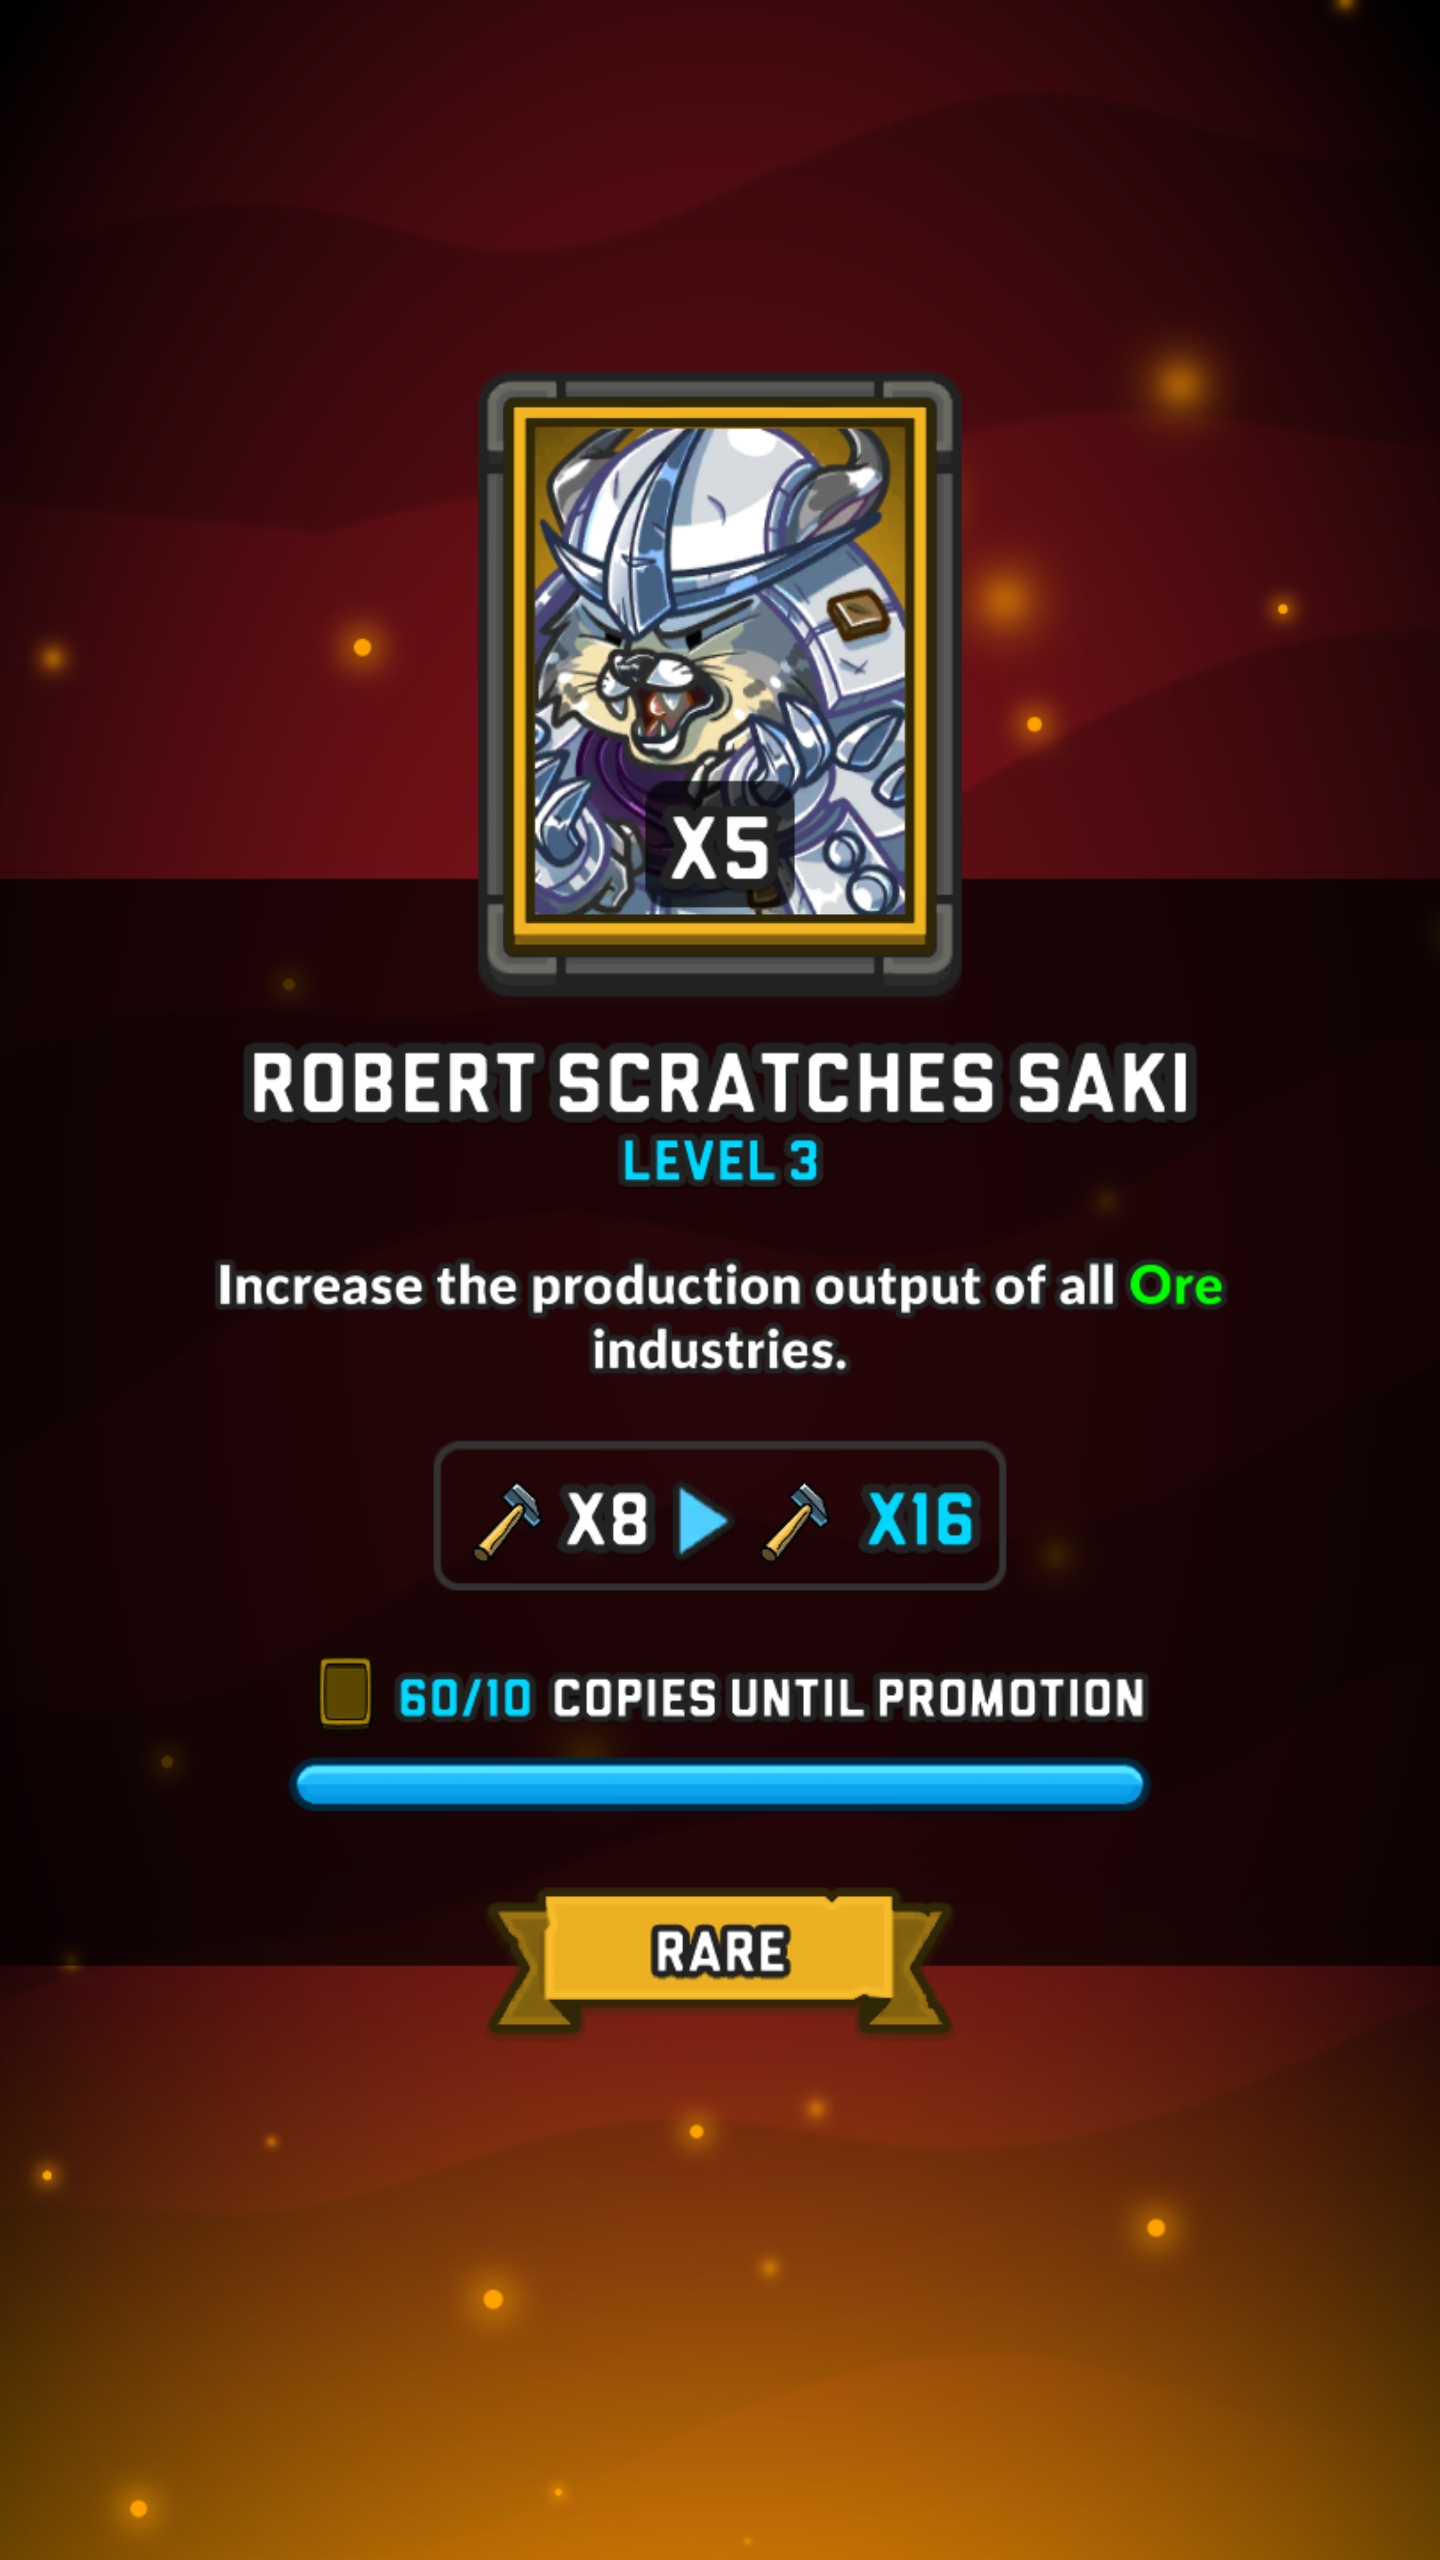 X5
ROBERT SCRATCHES SAKI
LEVEL 3
Increase the production output of all Ore
industries.
X8 X16
60/10 COPIES UNTIL PROMOTION
RARE